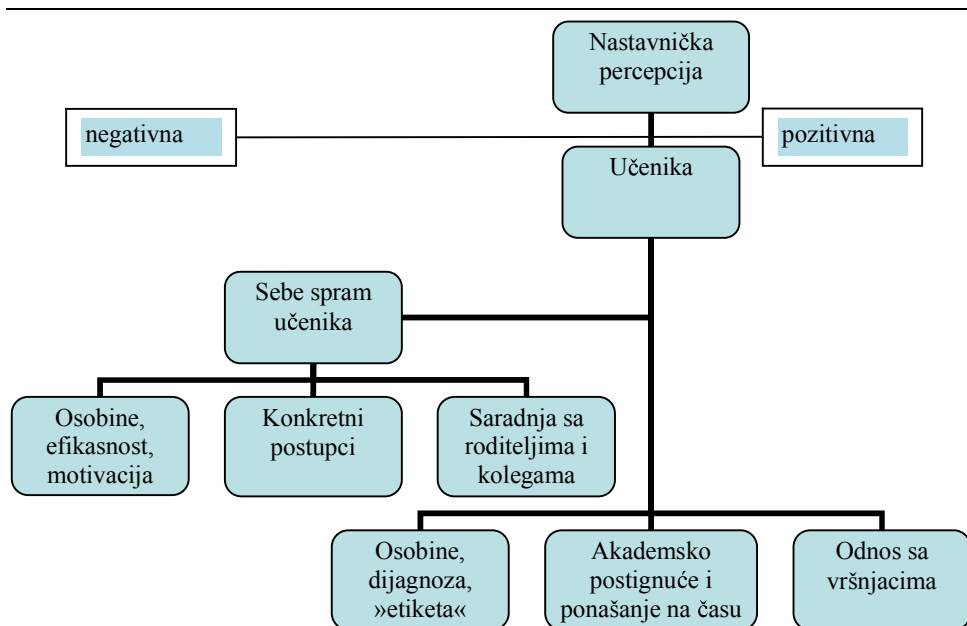 Nastavnička
percepcija
negativna
pozitivna
Učenika
Sebe spram
učenika
Osobine,
efikasnost,
motivacija
Konkretni
postupci
Saradnja sa
roditeljima i
kolegama
Osobine,
dijagnoza,
»etiketa«
Akademsko
postignuće i
ponašanje na času
Odnos sa
vršnjacima